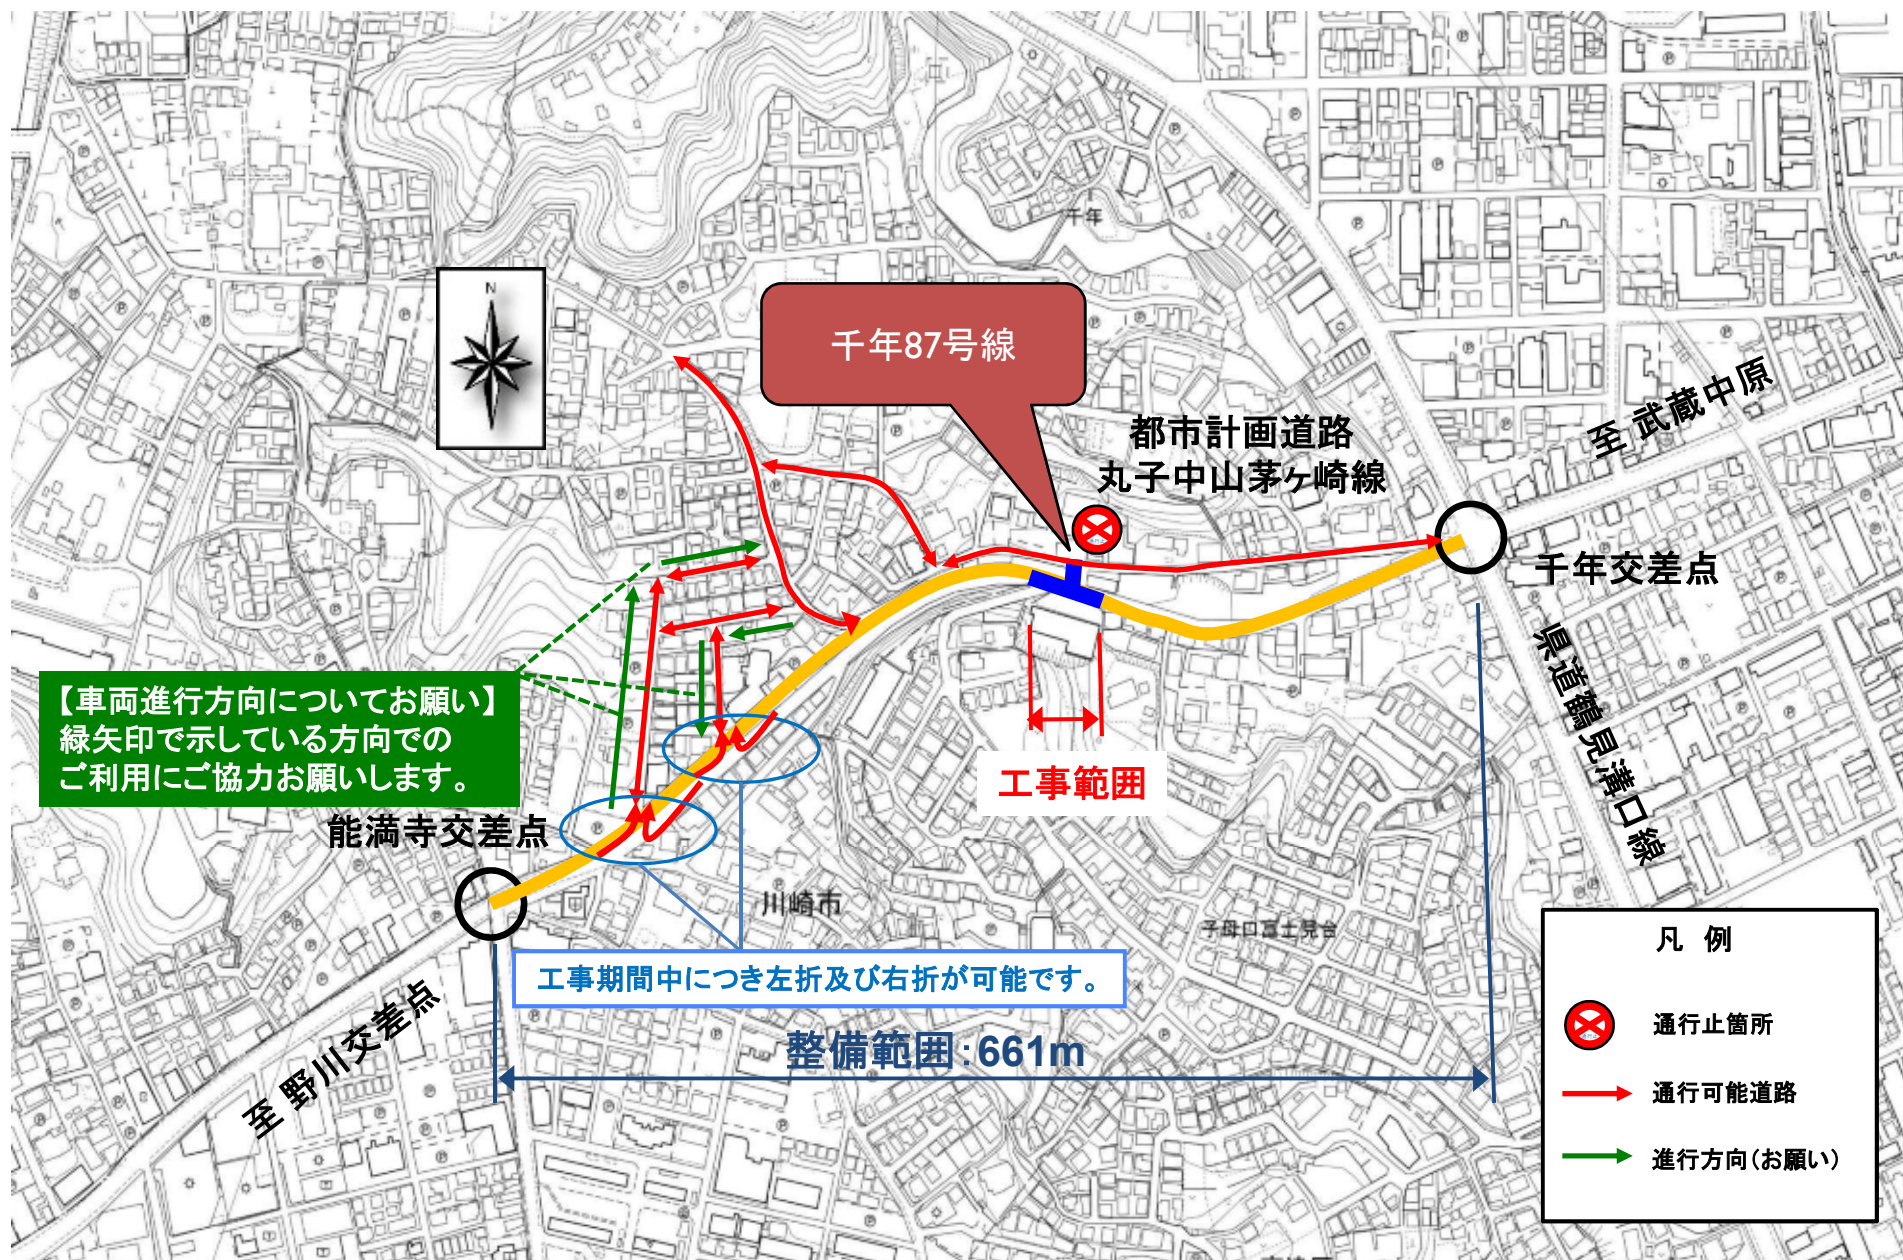 千年
N
千年87号線
都市計画道路
丸子中山茅ヶ崎線
至 武蔵中原
千年交差点
県道鶴見溝口線
【車両進行方向についてお願い】
緑矢印で示している方向での
ご利用にご協力お願いします。
工事範囲
能満寺交差点
川崎市
子母口富士見台
工事期間中につき左折及び右折が可能です。
整備範囲：661m
至 野川交差点
凡 例
通行止箇所
通行可能道路
進行方向（お願い）